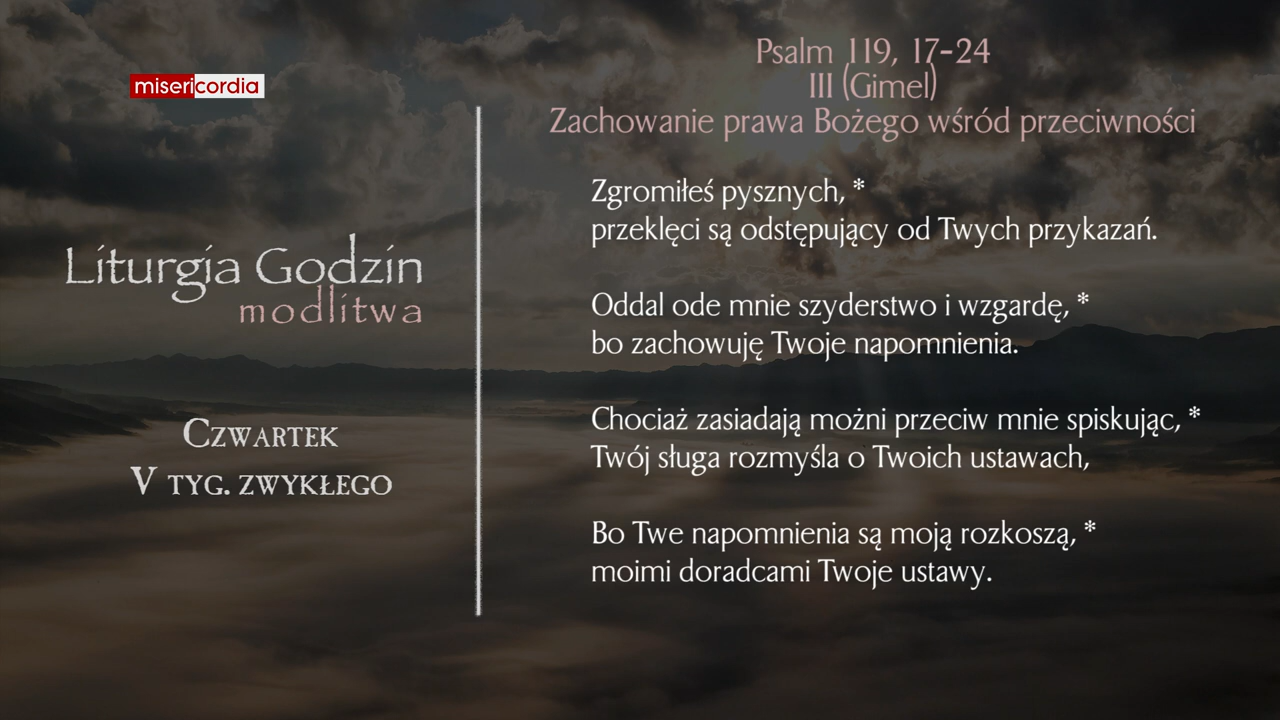 misericordia
Liturgia Godzin
modlitwa
Czwartek
V tyg. zwykłego
Psalm 119, 17-24
III (Gimel)
Zachowanie prawa Bożego wśród przeciwności
Zgromiłeś pysznych, *
przeklęci są odstępujący od Twych przykazań.
Oddal ode mnie szyderstwo i wzgardę, *
bo zachowuję Twoje napomnienia.
Chociaż zasiadają możni przeciw mnie spiskując, *
Twój sługa rozmyśla o Twoich ustawach,
Bo Twe napomnienia są moją rozkoszą, *
moimi doradcami Twoje ustawy.